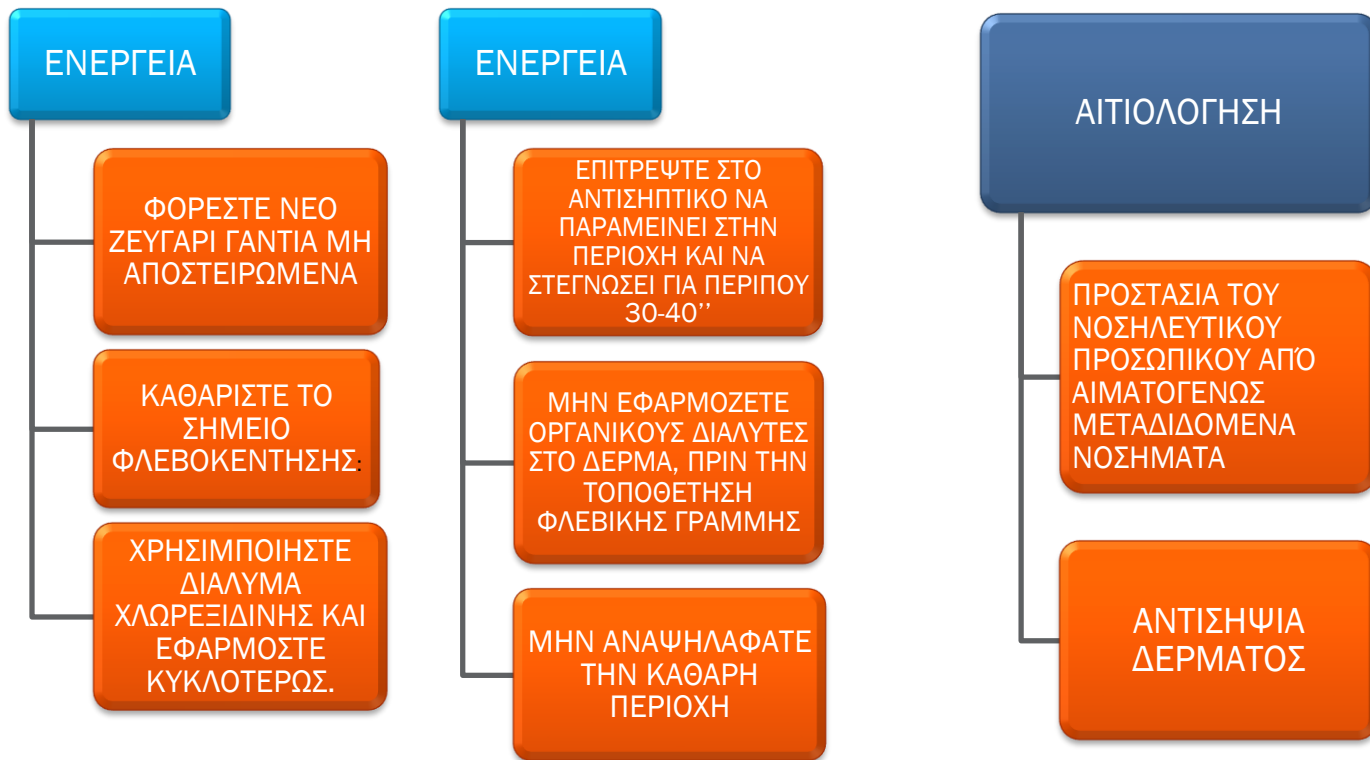 ΕΝΕΡΓΕΙΑ
ΦΟΡΕΣΤΕ ΝΕΟ
ΖΕΥΓΑΡΙ ΓΑΝΤΙΑ ΜΗ
ΑΠΟΣΤΕΙΡΩΜΕΝΑ
ΚΑΘΑΡΙΣΤΕ ΤΟ
ΣΗΜΕΙΟ
ΦΛΕΒΟΚΕΝΤΗΣΗΣ:
ΧΡΗΣΙΜΠΟΙΗΣΤΕ
ΔΙΑΛΥΜΑ
ΧΛΩΡΕΞΙΔΙΝΗΣ ΚΑΙ
ΕΦΑΡΜΟΣΤΕ
ΚΥΚΛΟΤΕΡΩΣ.
ΕΝΕΡΓΕΙΑ
ΕΠΙΤΡΕΨΤΕ ΣΤΟ
ΑΝΤΙΣΗΠΤΙΚΟ ΝΑ
ΠΑΡΑΜΕΙΝΕΙ ΣΤΗΝ
ΠΕΡΙΟΧΗ ΚΑΙ ΝΑ
ΣΤΕΓΝΩΣΕΙ ΓΙΑ ΠΕΡΙΠΟΥ
30-40’’
ΜΗΝ ΕΦΑΡΜΟΖΕΤΕ
ΟΡΓΑΝΙΚΟΥΣ ΔΙΑΛΥΤΕΣ
ΣΤΟ ΔΕΡΜΑ, ΠΡΙΝ ΤΗΝ
ΤΟΠΟΘΕΤΗΣΗ
ΦΛΕΒΙΚΗΣ ΓΡΑΜΜΗΣ
ΜΗΝ ΑΝΑΨΗΛΑΦΑΤΕ
ΤΗΝ ΚΑΘΑΡΗ
ΠΕΡΙΟΧΗ
ΑΙΤΙΟΛΟΓΗΣΗ
ΠΡΟΣΤΑΣΙΑ ΤΟΥ
ΝΟΣΗΛΕΥΤΙΚΟΥ
ΠΡΟΣΩΠΙΚΟΥ ΑΠΌ
ΑΙΜΑΤΟΓΕΝΩΣ
ΜΕΤΑΔΙΔΟΜΕΝΑ
ΝΟΣΗΜΑΤΑ
ΑΝΤΙΣΗΨΙΑ
ΔΕΡΜΑΤΟΣ